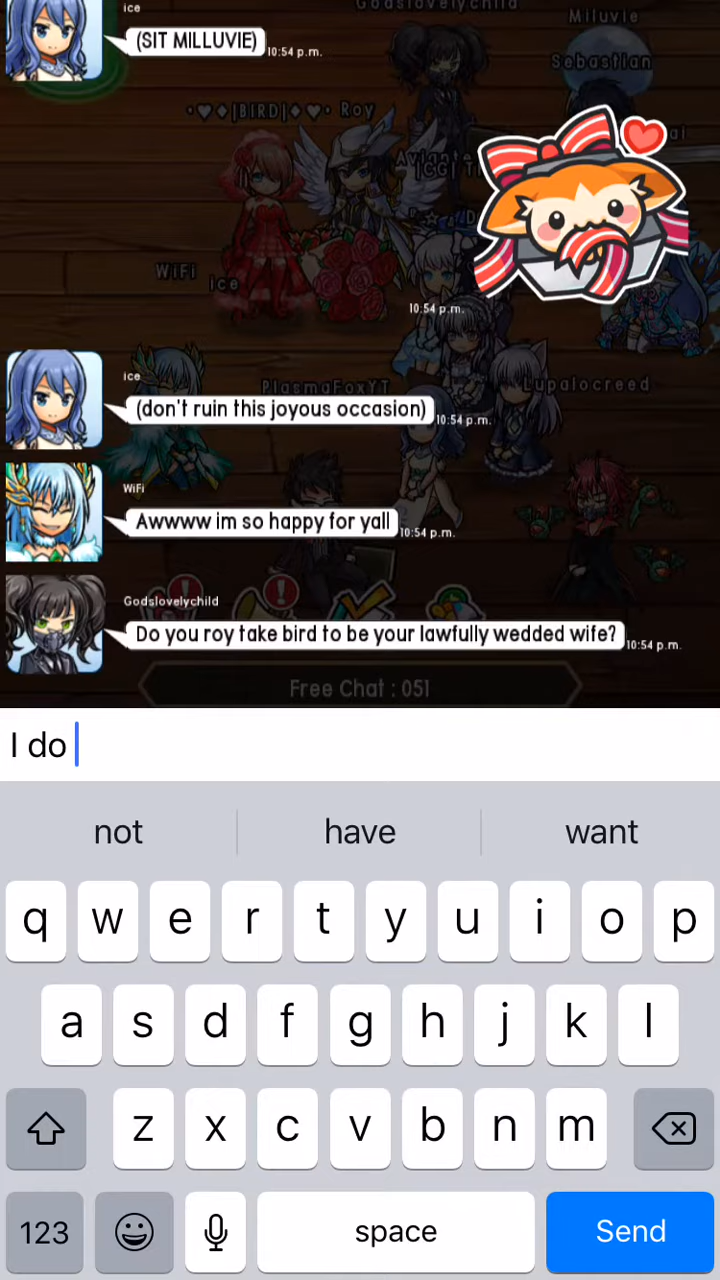 Godslovelychild
ice
(SIT MILLUVIE)
10:54 p.m.
Miluvie
Sebastian
•♥♦|BIRD|♦♥• Roy
WiFi
ice
10:54 p.m.
ice
PlasmaFoxYT
Lupalocreed
(don't ruin this joyous occasion)
10:54 p.m.
WiFi
Awwww im so happy for yall
10:54 p.m.
Godslovelychild
Do you roy take bird to be your lawfully wedded wife?
10:54 p.m.
Free Chat : 051
I do
not have want
q w e r t y u i o p
a s d f g h j k l
z x c v b n m
123 space Send